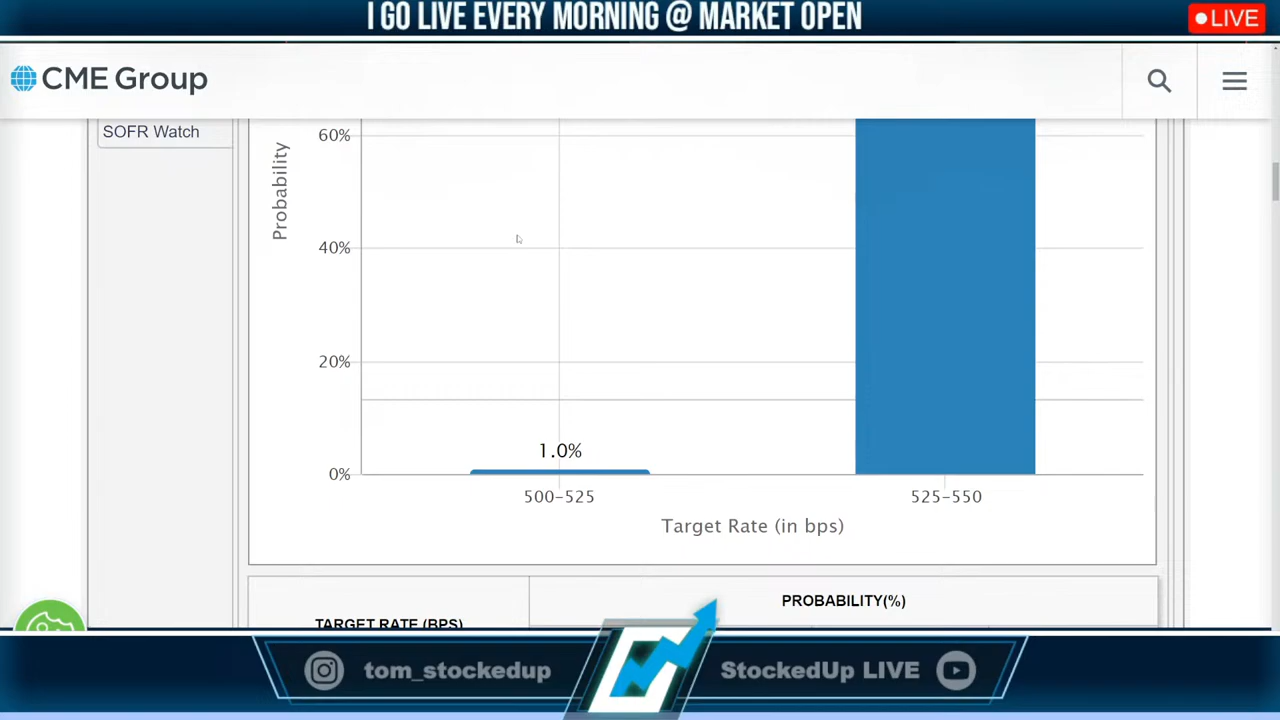 I GO LIVE EVERY MORNING @ MARKET OPEN
LIVE
CME Group
SOFR Watch
Probability
60%
40%
20%
0%
1.0%
500-525
525-550
Target Rate (in bps)
TARGET RATE (BPS)
PROBABILITY(%)
tom_stockedup
StockedUp LIVE